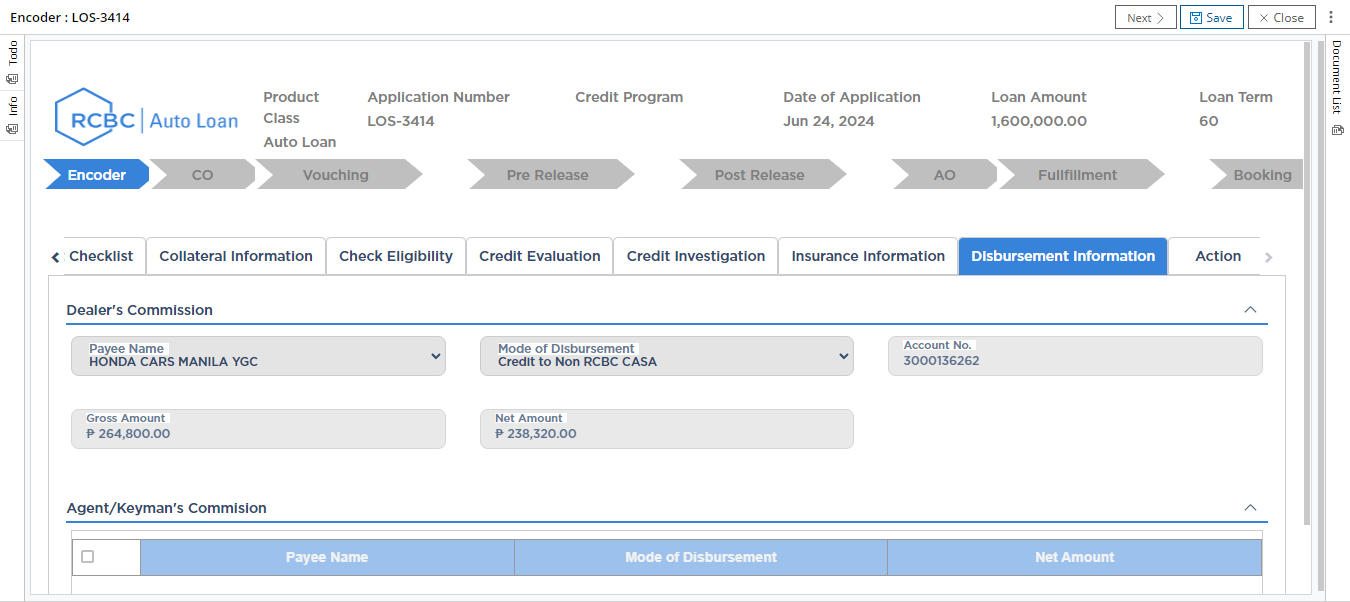 Encoder : LOS-3414
Next
Save
Close
Todo
Info
Document List
RCBC Auto Loan
Product Class
Auto Loan
Application Number
LOS-3414
Credit Program
Date of Application
Jun 24, 2024
Loan Amount
1,600,000.00
Loan Term
60
Encoder
CO
Vouching
Pre Release
Post Release
AO
Fullfillment
Booking
Checklist
Collateral Information
Check Eligibility
Credit Evaluation
Credit Investigation
Insurance Information
Disbursement Information
Action
Dealer's Commission
Payee Name
HONDA CARS MANILA YGC
Mode of Disbursement
Credit to Non RCBC CASA
Account No.
3000136262
Gross Amount
₱ 264,800.00
Net Amount
₱ 238,320.00
Agent/Keyman's Commision
Payee Name
Mode of Disbursement
Net Amount